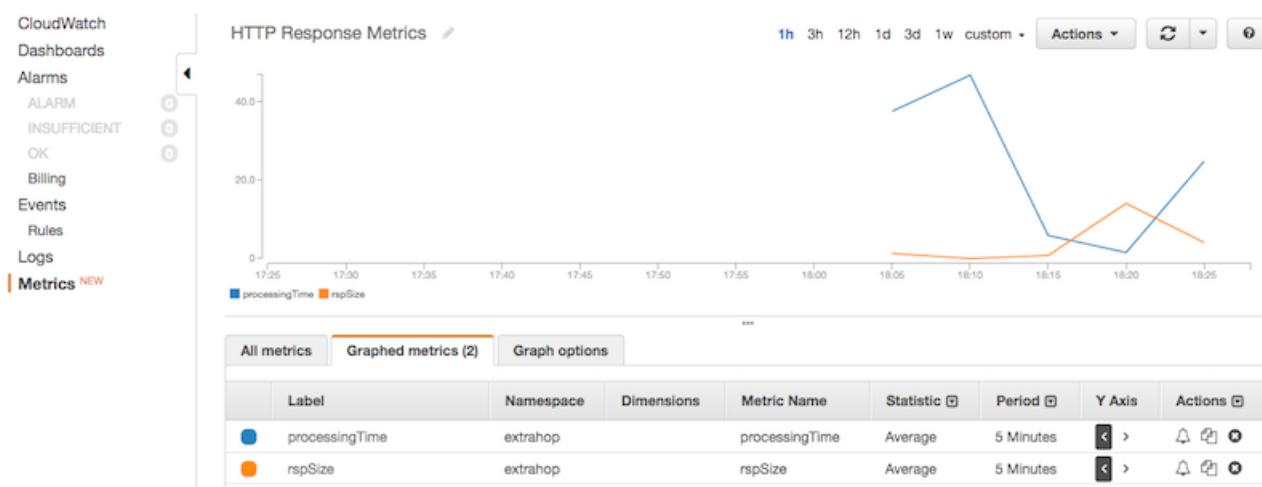 CloudWatch
Dashboards
Alarms
ALARM 0
INSUFFICIENT 0
OK 0
Billing
Events
Rules
Logs
Metrics NEW
HTTP Response Metrics
1h 3h 12h 1d 3d 1w custom Actions
40.0
20.0
0
17:25 17:30 17:35 17:40 17:45 17:50 17:55 18:00 18:05 18:10 18:15 18:20 18:25
processingTime rspSize
All metrics Graphed metrics (2) Graph options
Label Namespace Dimensions Metric Name Statistic Period Y Axis Actions
processingTime extrahop processingTime Average 5 Minutes < >
rspSize extrahop rspSize Average 5 Minutes < >